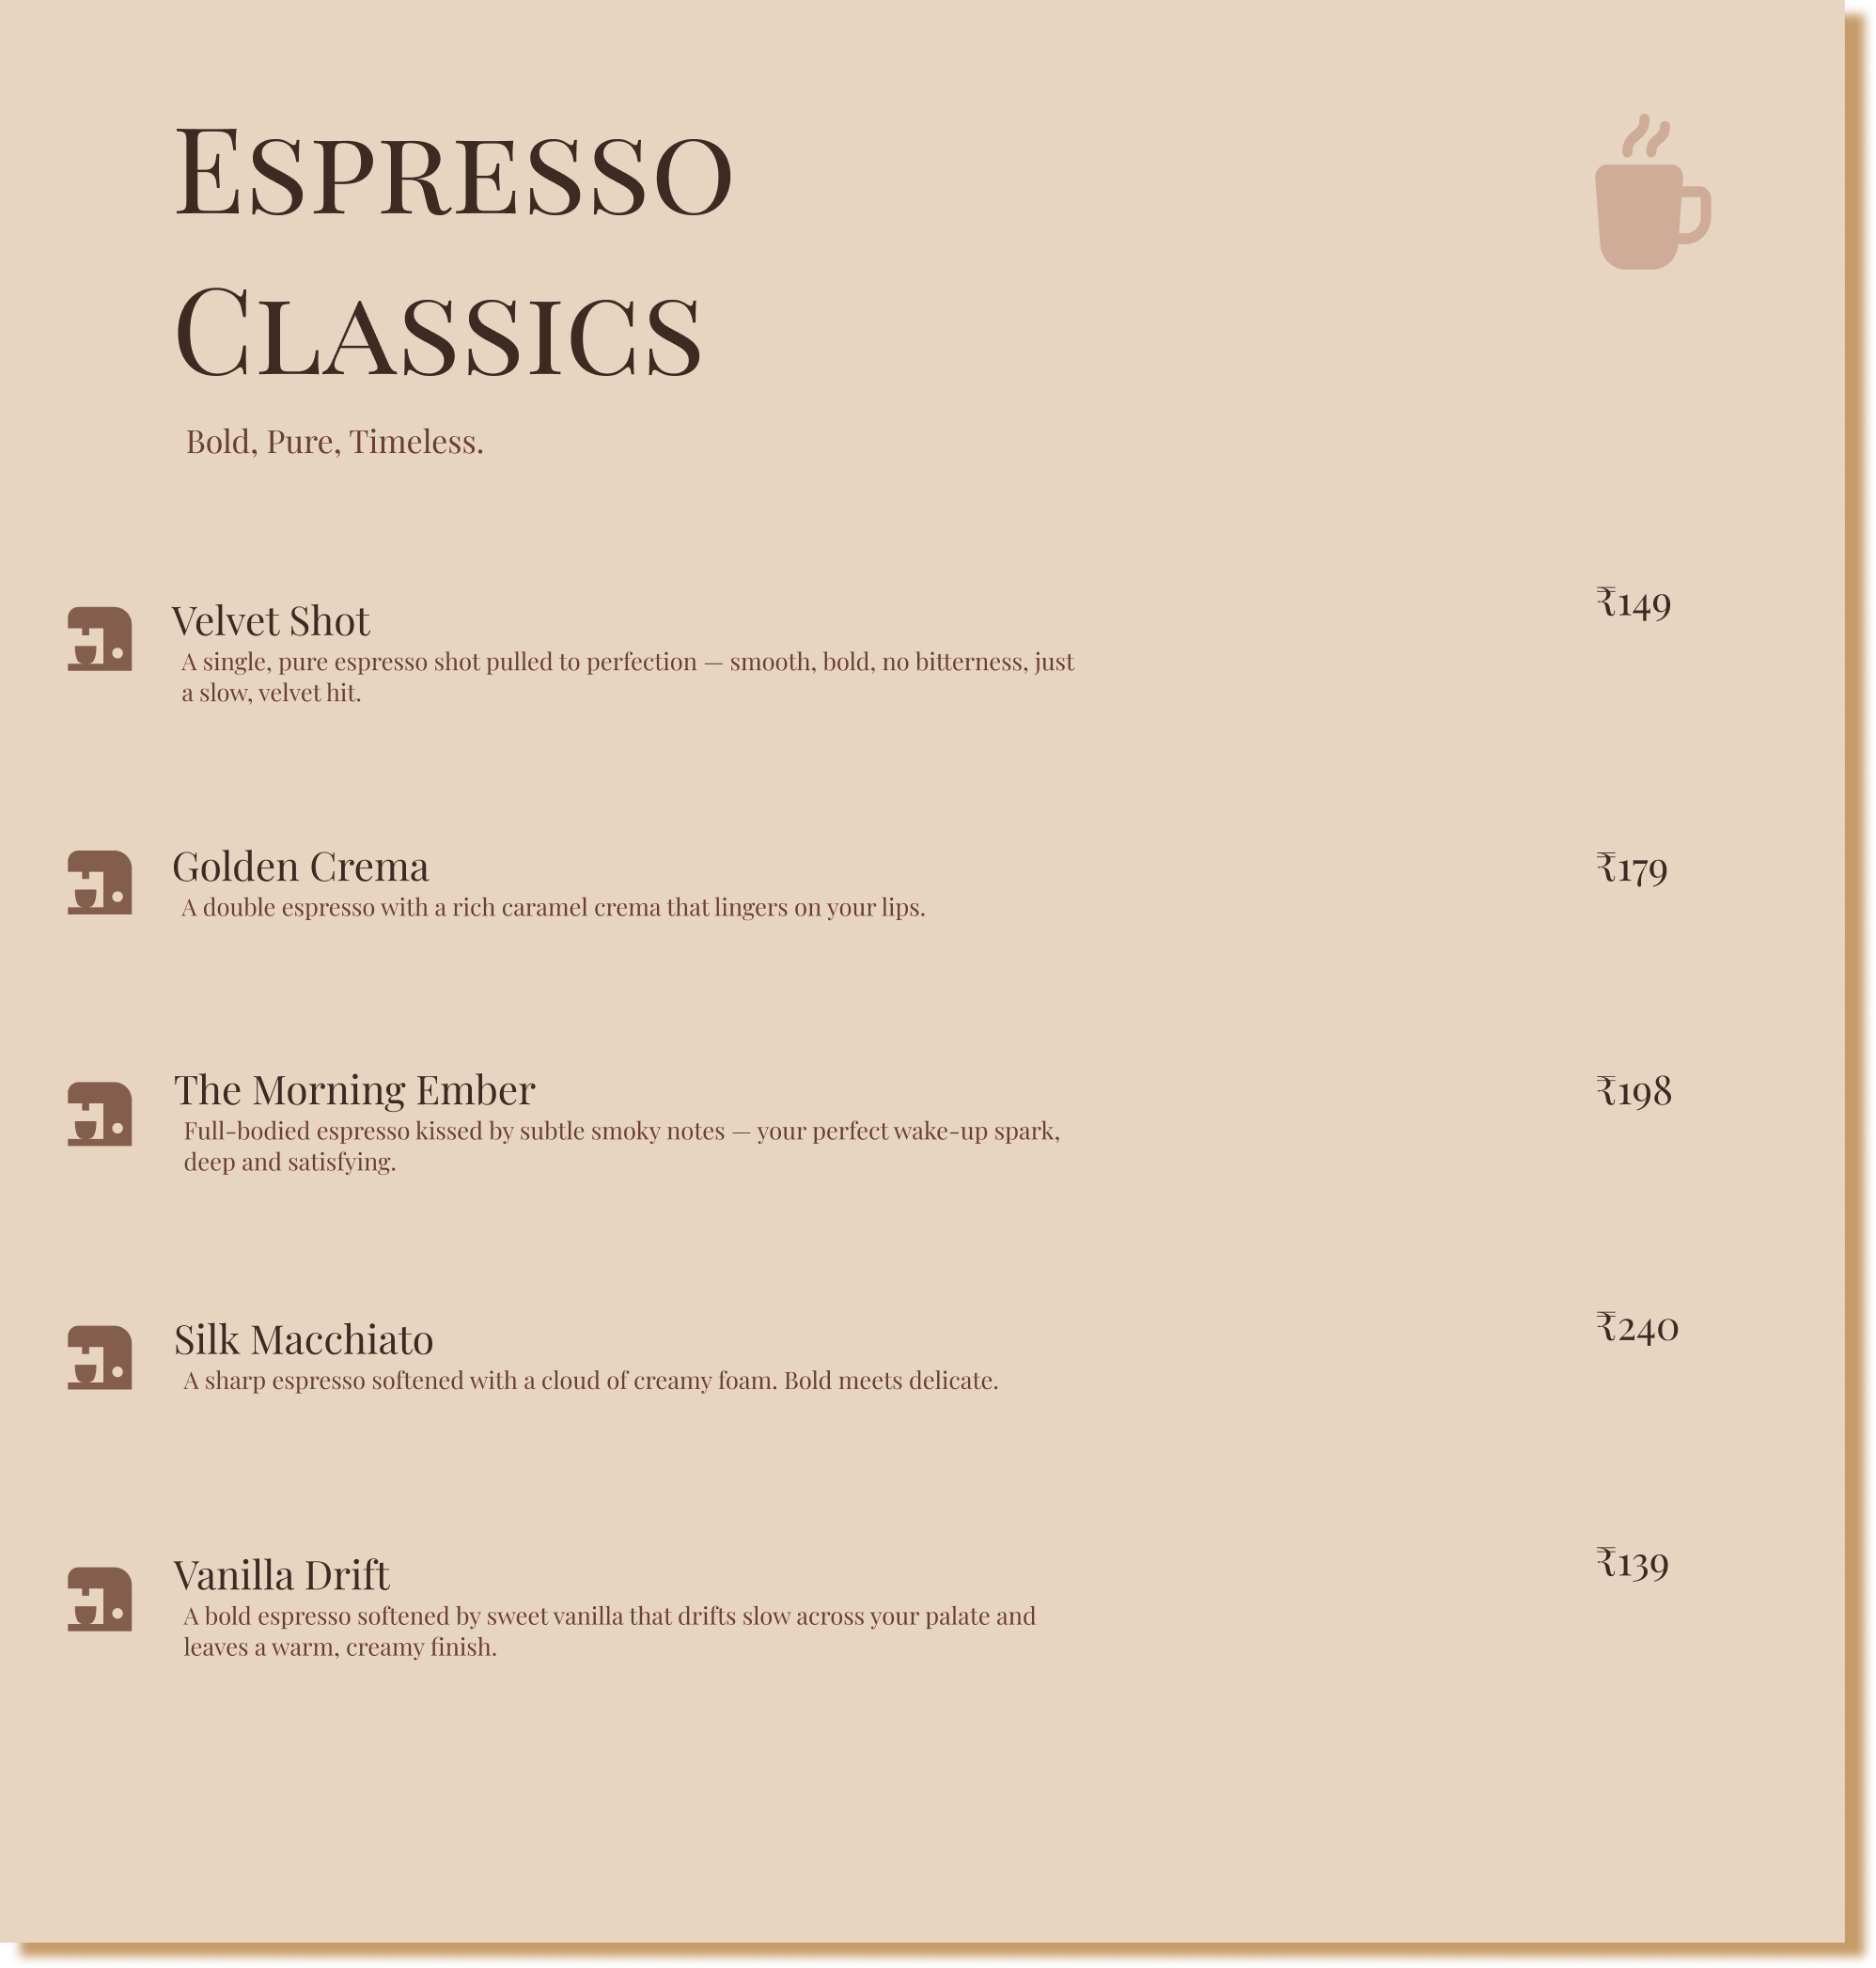 Espresso
Classics
Bold, Pure, Timeless.
Velvet Shot
₹149
A single, pure espresso shot pulled to perfection — smooth, bold, no bitterness, just
a slow, velvet hit.
Golden Crema
₹179
A double espresso with a rich caramel crema that lingers on your lips.
The Morning Ember
₹198
Full-bodied espresso kissed by subtle smoky notes — your perfect wake-up spark,
deep and satisfying.
Silk Macchiato
₹240
A sharp espresso softened with a cloud of creamy foam. Bold meets delicate.
Vanilla Drift
₹139
A bold espresso softened by sweet vanilla that drifts slow across your palate and
leaves a warm, creamy finish.